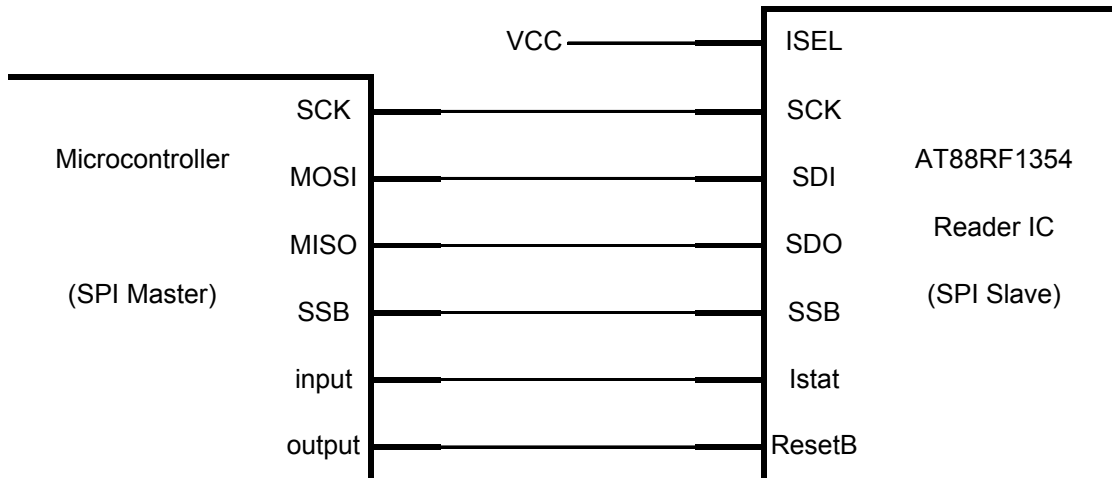 VCC
ISEL
SCK
SCK
Microcontroller
AT88RF1354
MOSI
SDI
Reader IC
MISO
SDO
(SPI Master)
(SPI Slave)
SSB
SSB
input
Istat
output
ResetB